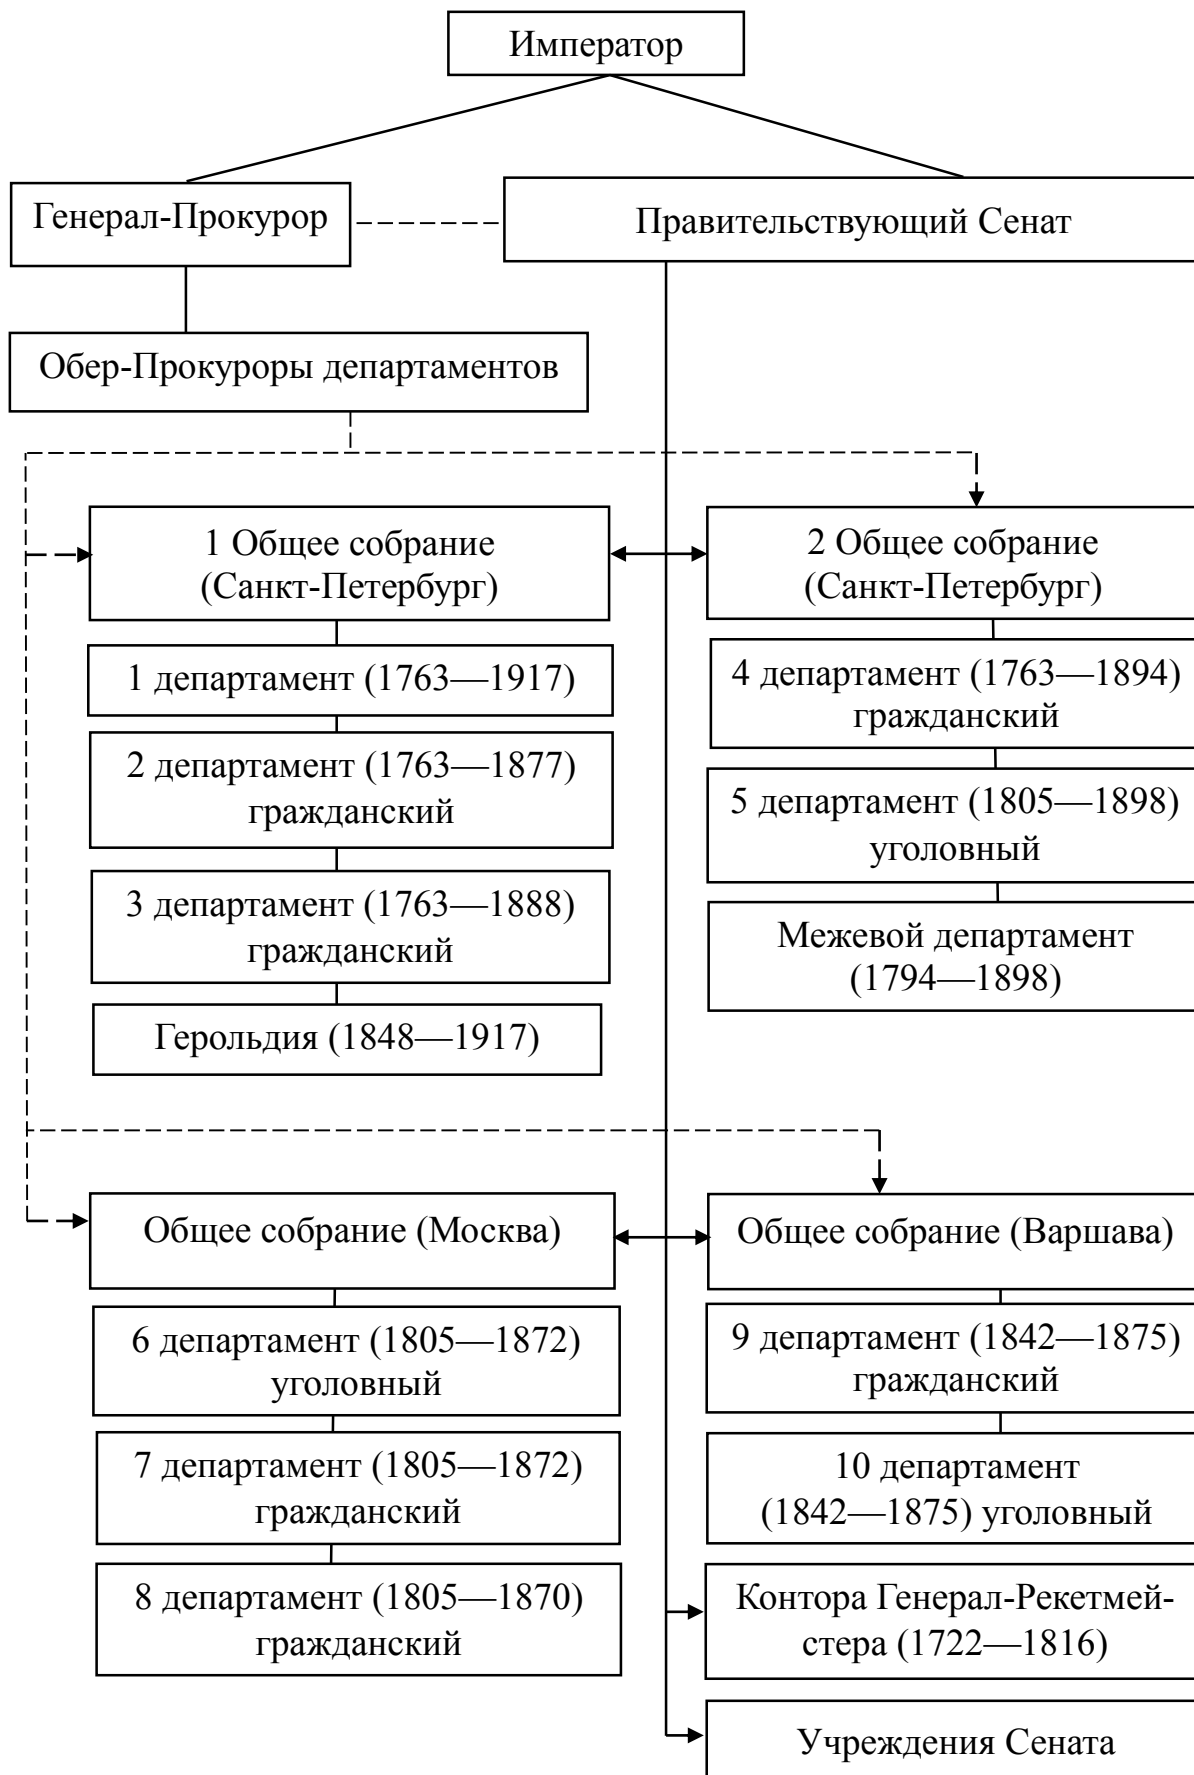 Император
Генерал-Прокурор
Правительствующий Сенат
Обер-Прокуроры департаментов
1 Общее собрание
(Санкт-Петербург)
2 Общее собрание
(Санкт-Петербург)
1 департамент (1763—1917)
2 департамент (1763—1877)
гражданский
3 департамент (1763—1888)
гражданский
Герольдия (1848—1917)
4 департамент (1763—1894)
гражданский
5 департамент (1805—1898)
уголовный
Межевой департамент
(1794—1898)
Общее собрание (Москва)
Общее собрание (Варшава)
6 департамент (1805—1872)
уголовный
7 департамент (1805—1872)
гражданский
8 департамент (1805—1870)
гражданский
9 департамент (1842—1875)
гражданский
10 департамент
(1842—1875) уголовный
Контора Генерал-Рекетмей-
стера (1722—1816)
Учреждения Сената